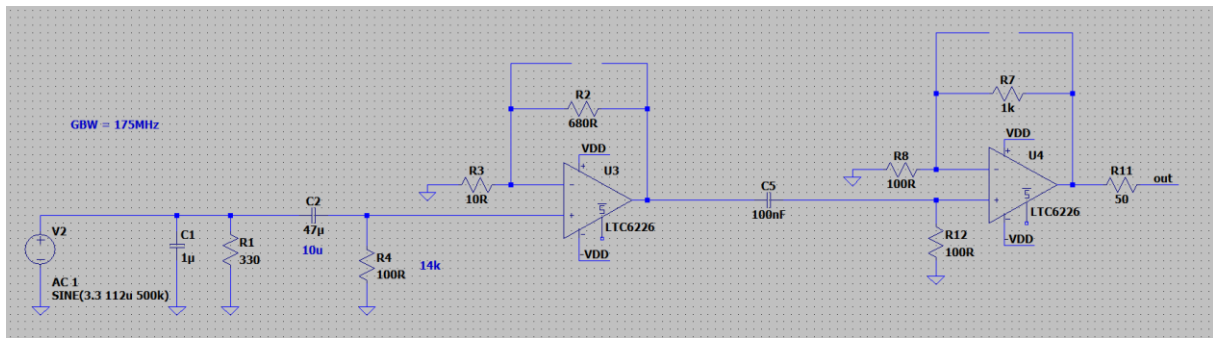 GBW = 175MHz
V2
AC 1
SINE(3.3 112u 500k)
C1
1µ
R1
330
C2
47µ
10u
R4
100R
14k
R3
10R
R2
680R
VDD
U3
S
LTC6226
-VDD
C5
100nF
R12
100R
R8
100R
R7
1k
VDD
U4
S
LTC6226
-VDD
R11
50
out